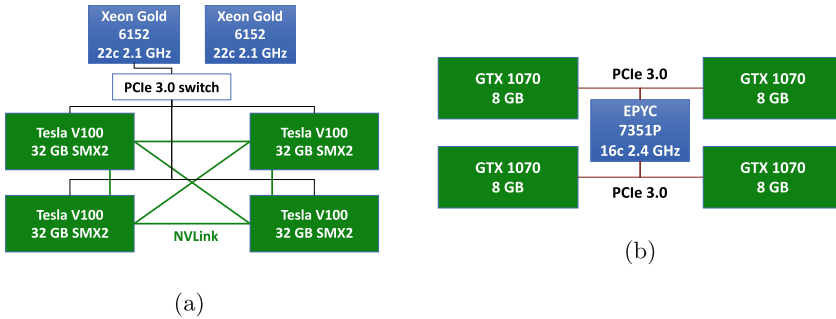 Xeon Gold
6152
22c 2.1 GHz
Xeon Gold
6152
22c 2.1 GHz
PCIe 3.0 switch
Tesla V100
32 GB SMX2
Tesla V100
32 GB SMX2
Tesla V100
32 GB SMX2
Tesla V100
32 GB SMX2
NVLink
(a)
GTX 1070
8 GB
PCIe 3.0
GTX 1070
8 GB
EPYC
7351P
16c 2.4 GHz
GTX 1070
8 GB
GTX 1070
8 GB
PCIe 3.0
(b)